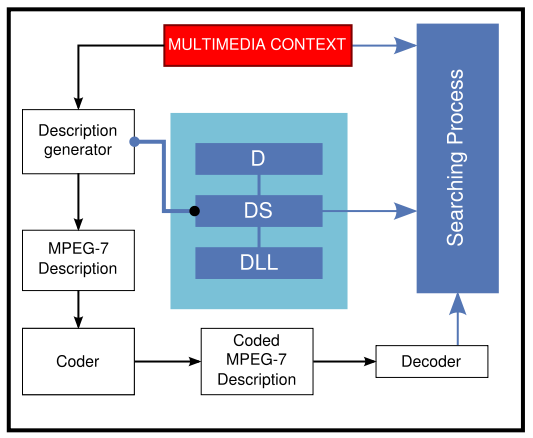 MULTIMEDIA CONTEXT
Description
generator
D
DS
DLL
Searching Process
MPEG-7
Description
Coder
Coded
MPEG-7
Description
Decoder